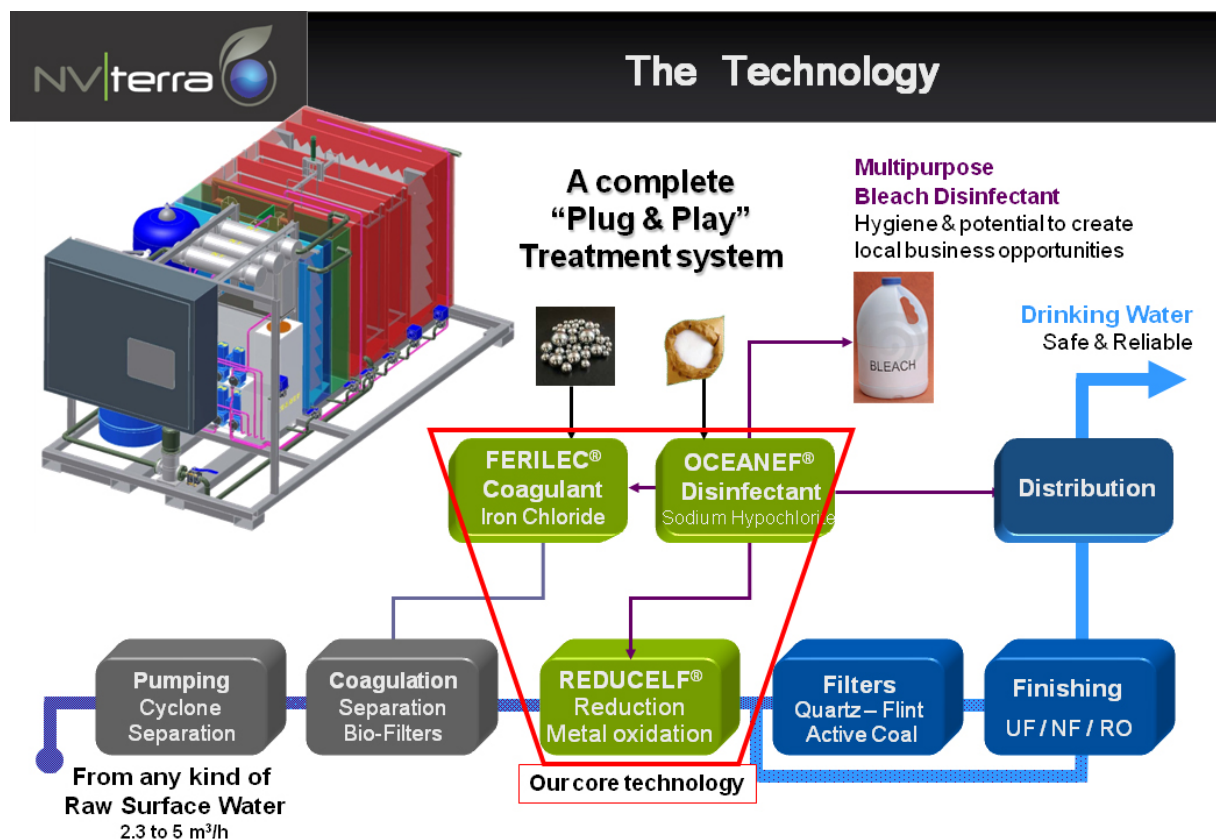 NV|terra
The Technology
A complete
“Plug & Play”
Treatment system
Multipurpose
Bleach Disinfectant
Hygiene & potential to create
local business opportunities
BLEACH
Drinking Water
Safe & Reliable
FERILEC®
Coagulant
Iron Chloride
OCEANEF®
Disinfectant
Sodium Hypochlorite
Distribution
Pumping
Cyclone
Separation
Coagulation
Separation
Bio-Filters
REDUCELF®
Reduction
Metal oxidation
Filters
Quartz – Flint
Active Coal
Finishing
UF / NF / RO
From any kind of
Raw Surface Water
2.3 to 5 m³/h
Our core technology